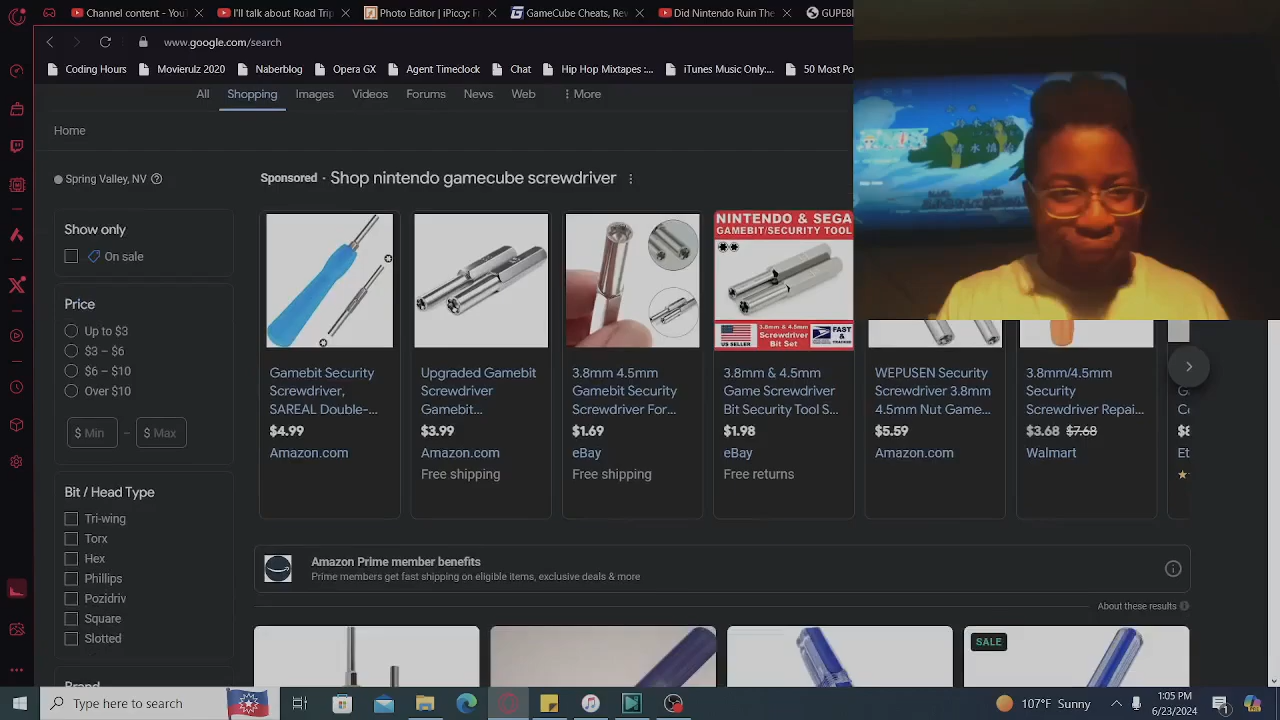 Channel content - You
I'll talk about Road Trip
Photo Editor | iFoxy: Fr
GameCube Cheats, Rev
Did Nintendo Ruin The
GUPEBI
www.google.com/search
Coding Hours
Movierulz 2020
Naberblog
Opera GX
Agent Timeclock
Chat
Hip Hop Mixtapes :...
iTunes Music Only:...
50 Most Po
All
Shopping
Images
Videos
Forums
News
Web
More
Home
Spring Valley, NV
Sponsored · Shop nintendo gamecube screwdriver
Show only
On sale
Price
Up to $3
$3 – $6
$6 – $10
Over $10
$ Min – $ Max
Bit / Head Type
Tri-wing
Torx
Hex
Phillips
Pozidriv
Square
Slotted
Brand
NINTENDO & SEGA
GAMEBIT/SECURITY TOOL
US SELLER
3.8mm & 4.5mm
Screwdriver
Bit Set
FAST &
TRACKED
Gamebit Security
Screwdriver,
SAREAL Double-...
$4.99
Amazon.com
Upgraded Gamebit
Screwdriver
Gamebit...
$3.99
Amazon.com
Free shipping
3.8mm 4.5mm
Gamebit Security
Screwdriver For...
$1.69
eBay
Free shipping
3.8mm & 4.5mm
Game Screwdriver
Bit Security Tool S...
$1.98
eBay
Free returns
WEPUSEN Security
Screwdriver 3.8mm
4.5mm Nut Game...
$5.59
Amazon.com
3.8mm/4.5mm
Security
Screwdriver Repai...
$3.68 $7.68
Walmart
Amazon Prime member benefits
Prime members get fast shipping on eligible items, exclusive deals & more
About these results
SALE
Type here to search
107°F Sunny
1:05 PM
6/23/2024